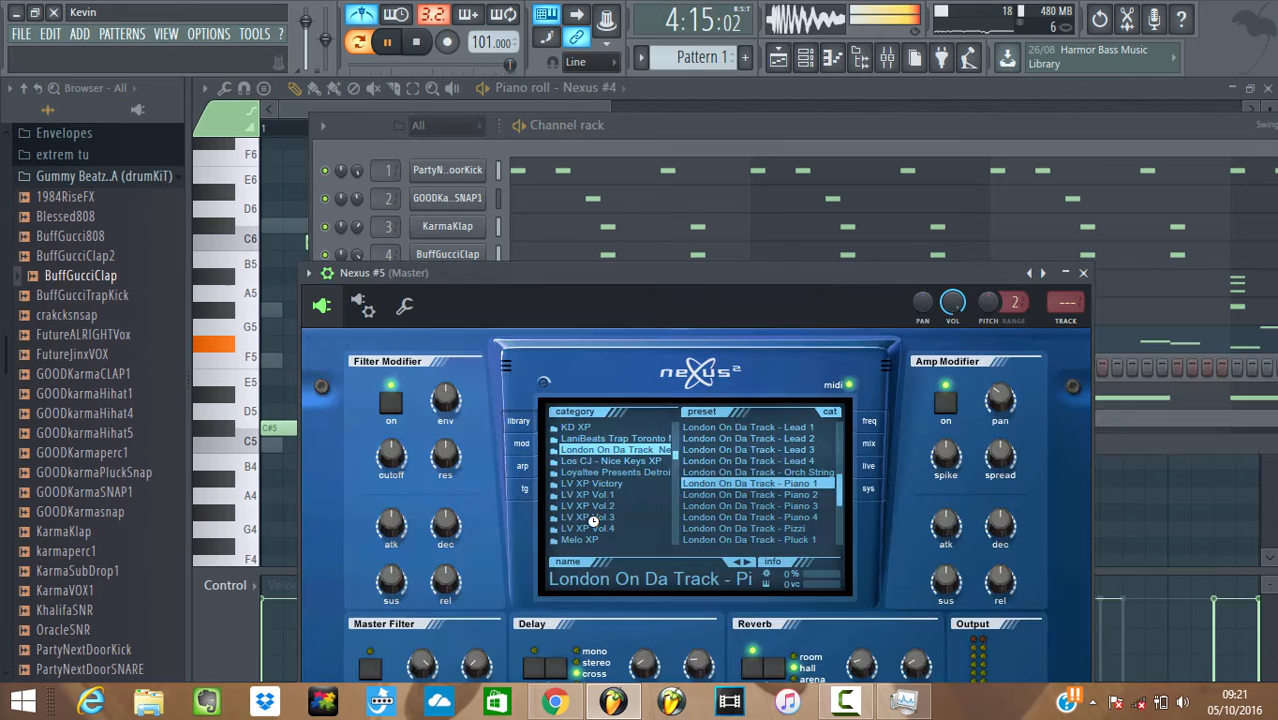 Kevin
FILE EDIT ADD PATTERNS VIEW OPTIONS TOOLS ?
3.2.
101.000
Line
4:15:02
M:S:CS
Pattern 1
18
480 MB
6
26/08 Harmor Bass Music
Library
Browser - All
Piano roll - Nexus #4
Envelopes
extrem tu
Gummy Beatz..A (drumKiT)
1984RiseFX
Blessed808
BuffGucci808
BuffGucciClap2
BuffGucciClap
BuffGucciTrapKick
crakcksnap
FutureALRIGHTVox
FutureJinxVOX
GOODKarmaCLAP1
GOODKarmaHihat1
GOODKarmaHihat4
GOODKarmaHihat5
GOODKarmaperc1
GOODKarmaPluckSnap
GOODKarmaSNAP1
GOODKarmasnap
KarmaKlap
karmaperc1
KarmaSubDrop1
KarmaVOX1
KhalifaSNR
OracleSNR
PartyNextDoorKick
PartyNextDoorSNARE
1
F6
E6
D6
C6
B5
A5
G5
F5
E5
D5
C5
B4
A4
G4
F4
C#5
Control
All
Channel rack
Swing
1 PartyN..oorKick
2 GOODKa..SNAP1
3 KarmaKlap
4 BuffGucciClap
Nexus #5 (Master)
PAN VOL PITCH RANGE TRACK
2
---
Filter Modifier
on env
cutoff res
atk dec
sus rel
nexus²
midi
library
mod
arp
tg
freq
mix
live
sys
category preset cat
KD XP
LaniBeats Trap Toronto
London On Da Track Ne
Los CJ - Nice Keys XP
Loyaltee Presents Detroi
LV XP Victory
LV XP Vol.1
LV XP Vol.2
LV XP Vol.3
LV XP Vol.4
Melo XP
London On Da Track - Lead 1
London On Da Track - Lead 2
London On Da Track - Lead 3
London On Da Track - Lead 4
London On Da Track - Orch String
London On Da Track - Piano 1
London On Da Track - Piano 2
London On Da Track - Piano 3
London On Da Track - Piano 4
London On Da Track - Pizzi
London On Da Track - Pluck 1
name info
London On Da Track - Pi
0 %
0 vc
Amp Modifier
on pan
spike spread
atk dec
sus rel
Master Filter
Delay
mono
stereo
cross
Reverb
room
hall
arena
Output
09:21
05/10/2016